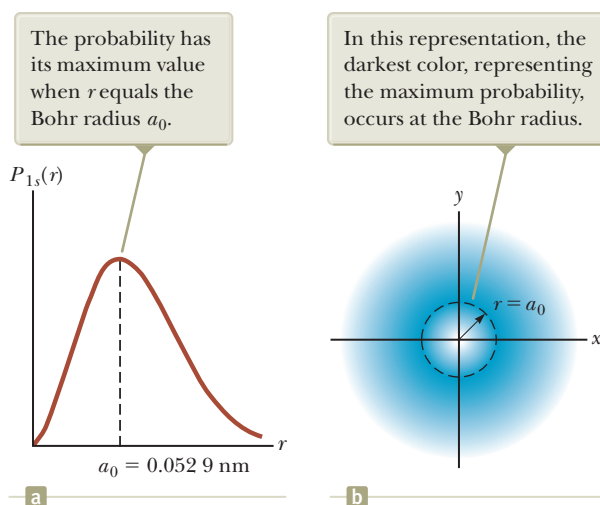 The probability has
its maximum value
when r equals the
Bohr radius a₀.
In this representation, the
darkest color, representing
the maximum probability,
occurs at the Bohr radius.
P₁ₛ(r)
r
a₀ = 0.052 9 nm
a
y
r = a₀
x
b